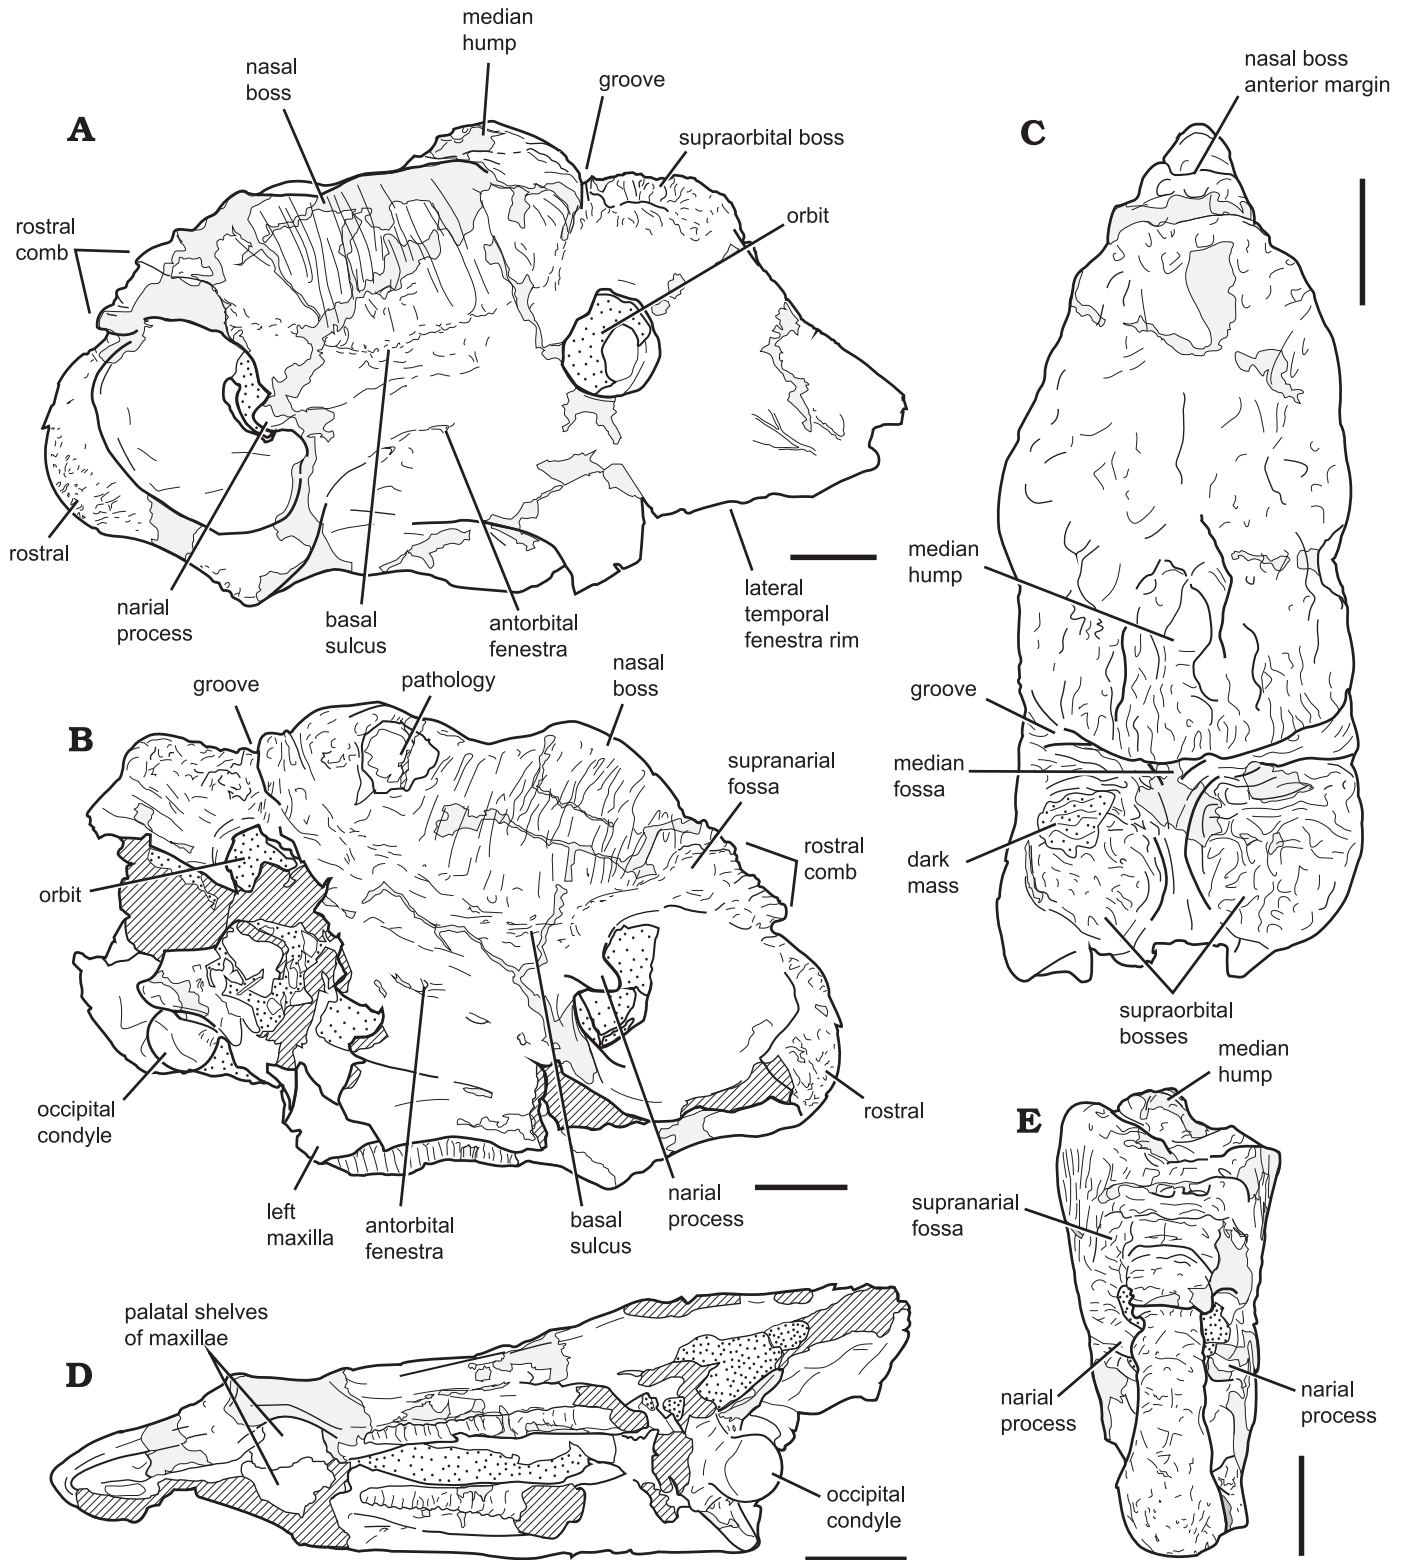 A
median
hump
nasal
boss
groove
supraorbital boss
orbit
rostral
comb
rostral
narial
process
basal
sulcus
antorbital
fenestra
lateral
temporal
fenestra rim
B
groove
pathology
nasal
boss
supranarial
fossa
rostral
comb
orbit
occipital
condyle
left
maxilla
antorbital
fenestra
basal
sulcus
narial
process
rostral
C
nasal boss
anterior margin
median
hump
groove
median
fossa
dark
mass
supraorbital
bosses
D
palatal shelves
of maxillae
occipital
condyle
E
median
hump
supranarial
fossa
narial
process
narial
process